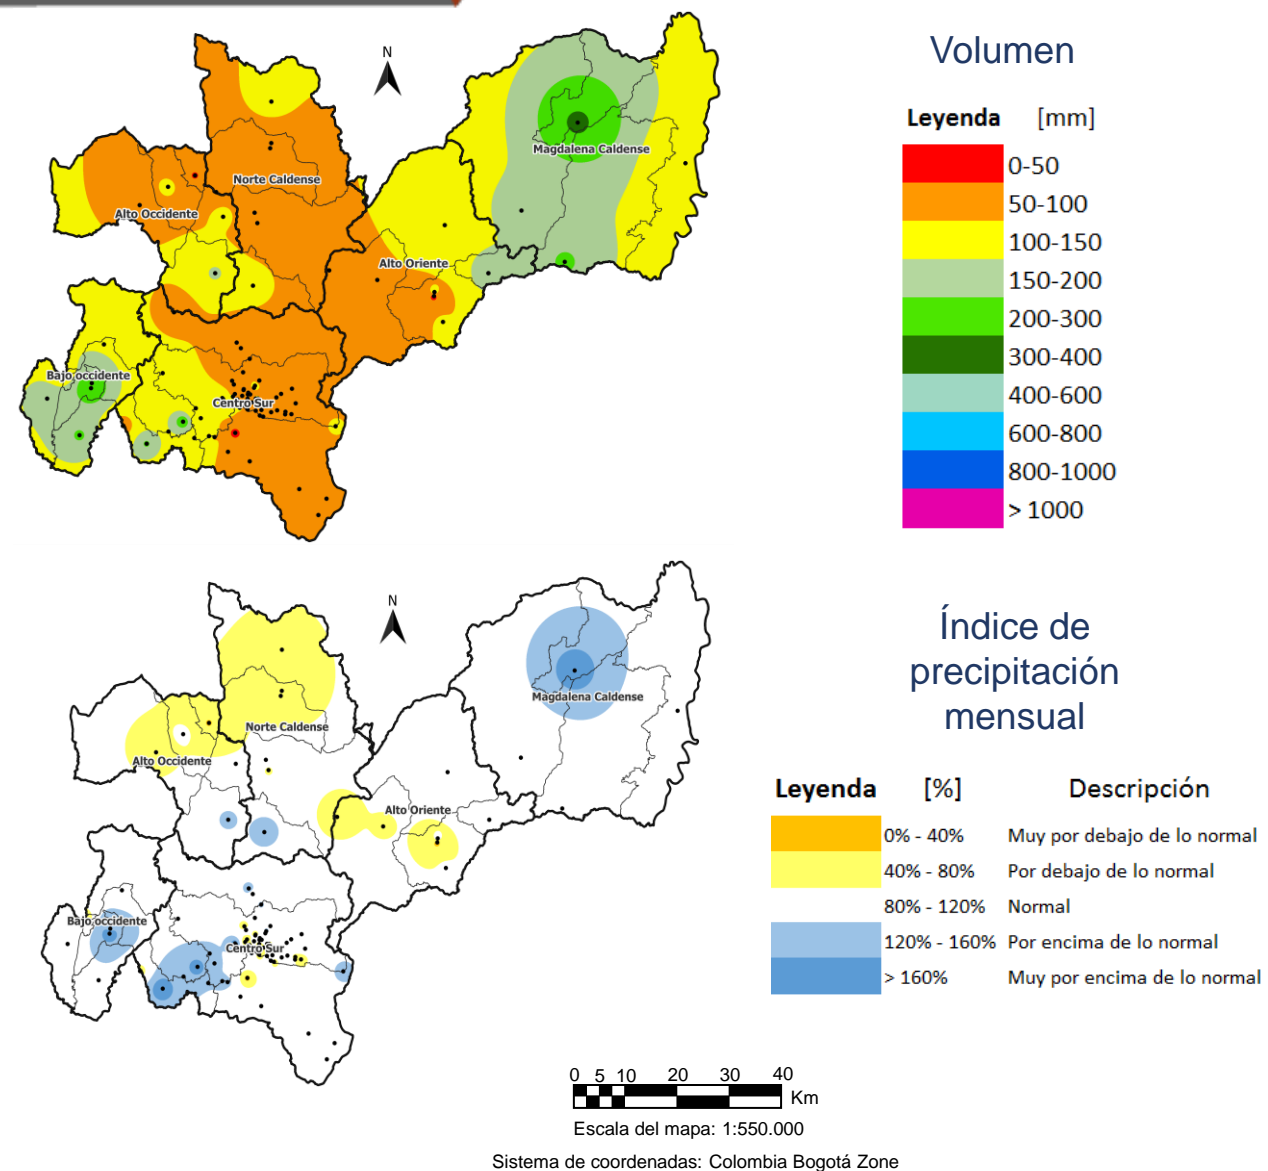 Volumen
Leyenda [mm]
0-50
50-100
100-150
150-200
200-300
300-400
400-600
600-800
800-1000
> 1000
N
Magdalena Caldense
Norte Caldense
Alto Occidente
Alto Oriente
Bajo occidente
Centro Sur
Índice de
precipitación
mensual
Leyenda [%] Descripción
0% - 40% Muy por debajo de lo normal
40% - 80% Por debajo de lo normal
80% - 120% Normal
120% - 160% Por encima de lo normal
> 160% Muy por encima de lo normal
N
Magdalena Caldense
Norte Caldense
Alto Occidente
Alto Oriente
Bajo occidente
Centro Sur
0 5 10 20 30 40
Km
Escala del mapa: 1:550.000
Sistema de coordenadas: Colombia Bogotá Zone